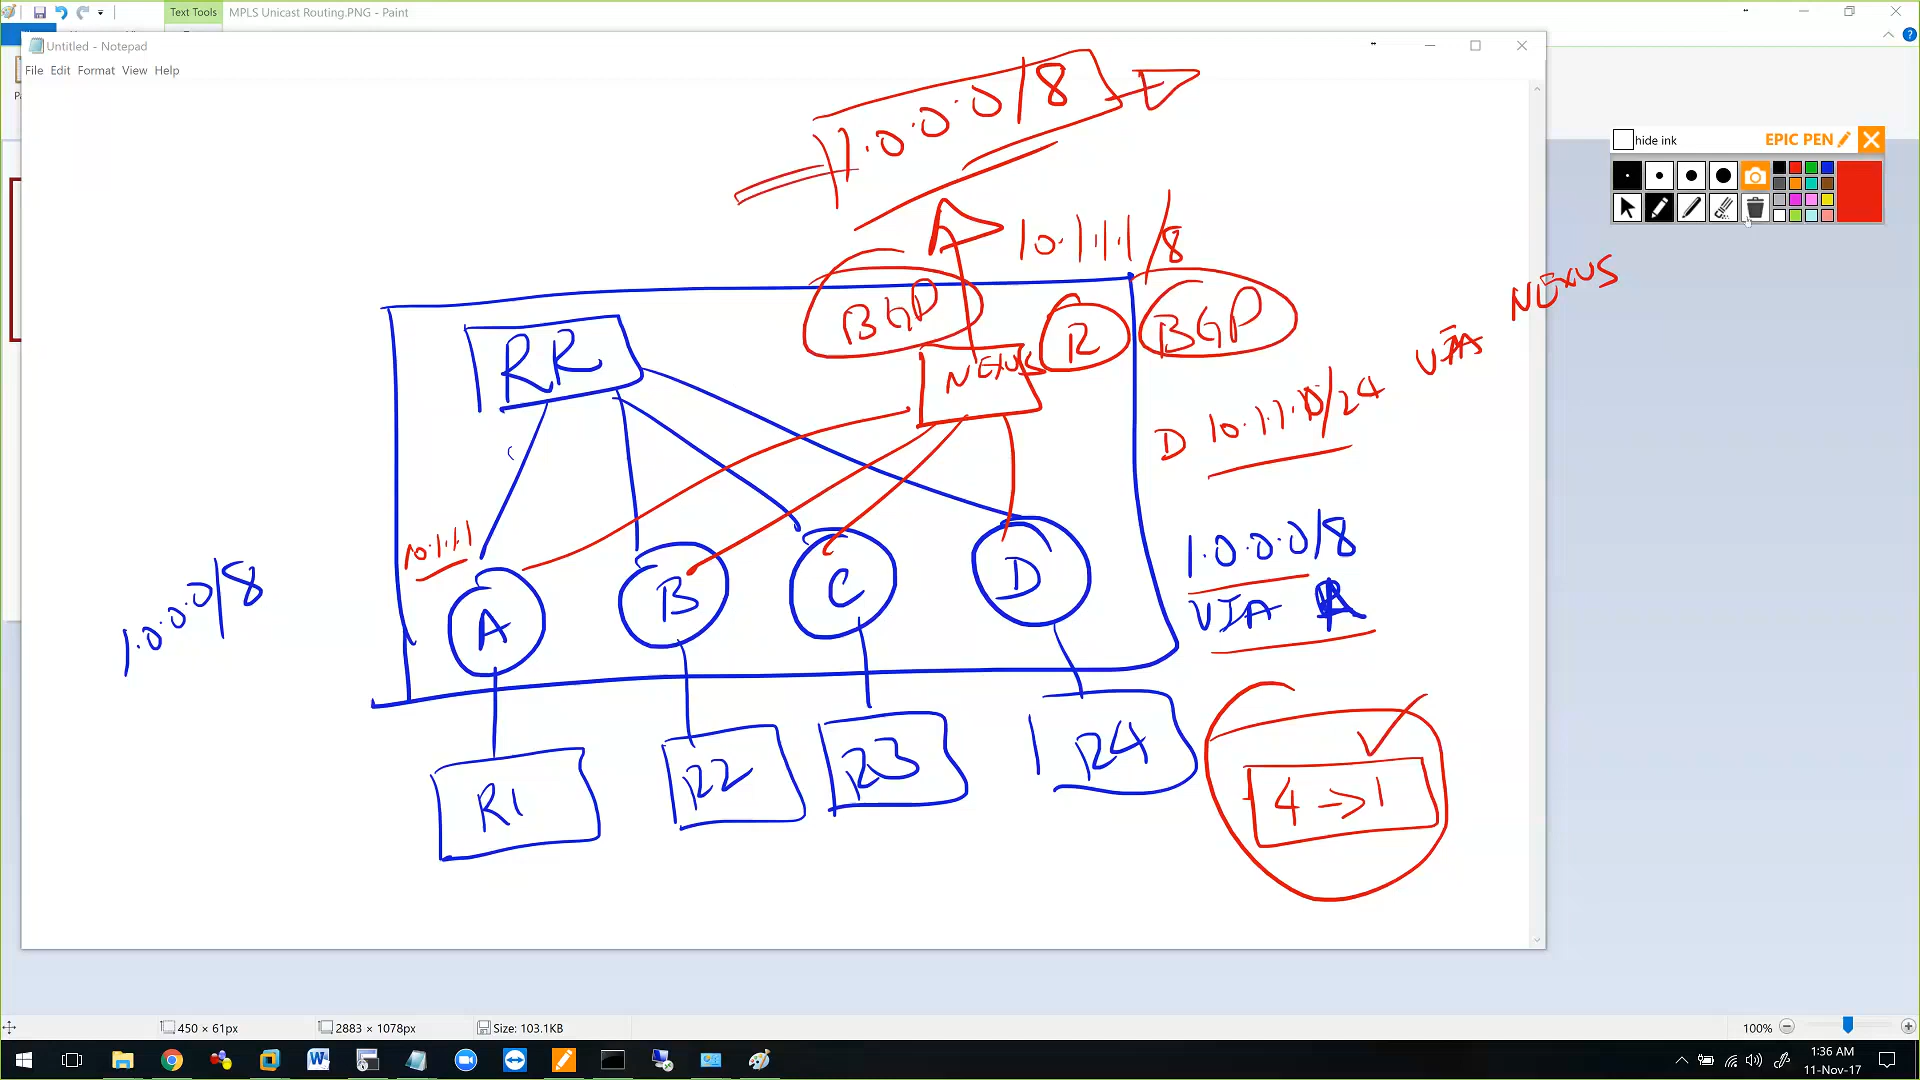 Text Tools MPLS Unicast Routing.PNG - Paint
Untitled - Notepad
File Edit Format View Help
hide ink EPIC PEN
1.0.0.0/8
10.1.1.1/8
NEXUS
BGP R BGP
VIA
RR
NEXUS
D 10.1.1.0/24
10.1.1.1
1.0.0.0/8
1.0.0.0/8
VIA A
A B C D
R1 R2 R3 R4
4 -> 1
450 × 61px 2883 × 1078px Size: 103.1KB 100%
1:36 AM
11-Nov-17